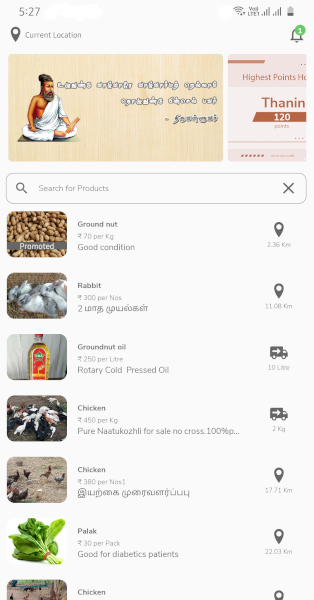 5:27
Current Location
1
Highest Points Ho
Thanin
120
points
Search for Products
Promoted
Ground nut
₹ 70 per Kg
Good condition
2.36 Km
Rabbit
₹ 300 per Nos
2 மாத முயல்கள்
11.08 Km
Groundnut oil
₹ 250 per Litre
Rotary Cold Pressed Oil
10 Litre
Chicken
₹ 450 per Kg
Pure Naatukozhli for sale no cross.100%p...
2 Kg
Chicken
₹ 380 per Nos1
இயற்கை முறைவளர்ப்பு
17.71 Km
Palak
₹ 30 per Pack
Good for diabetics patients
22.03 Km
Chicken